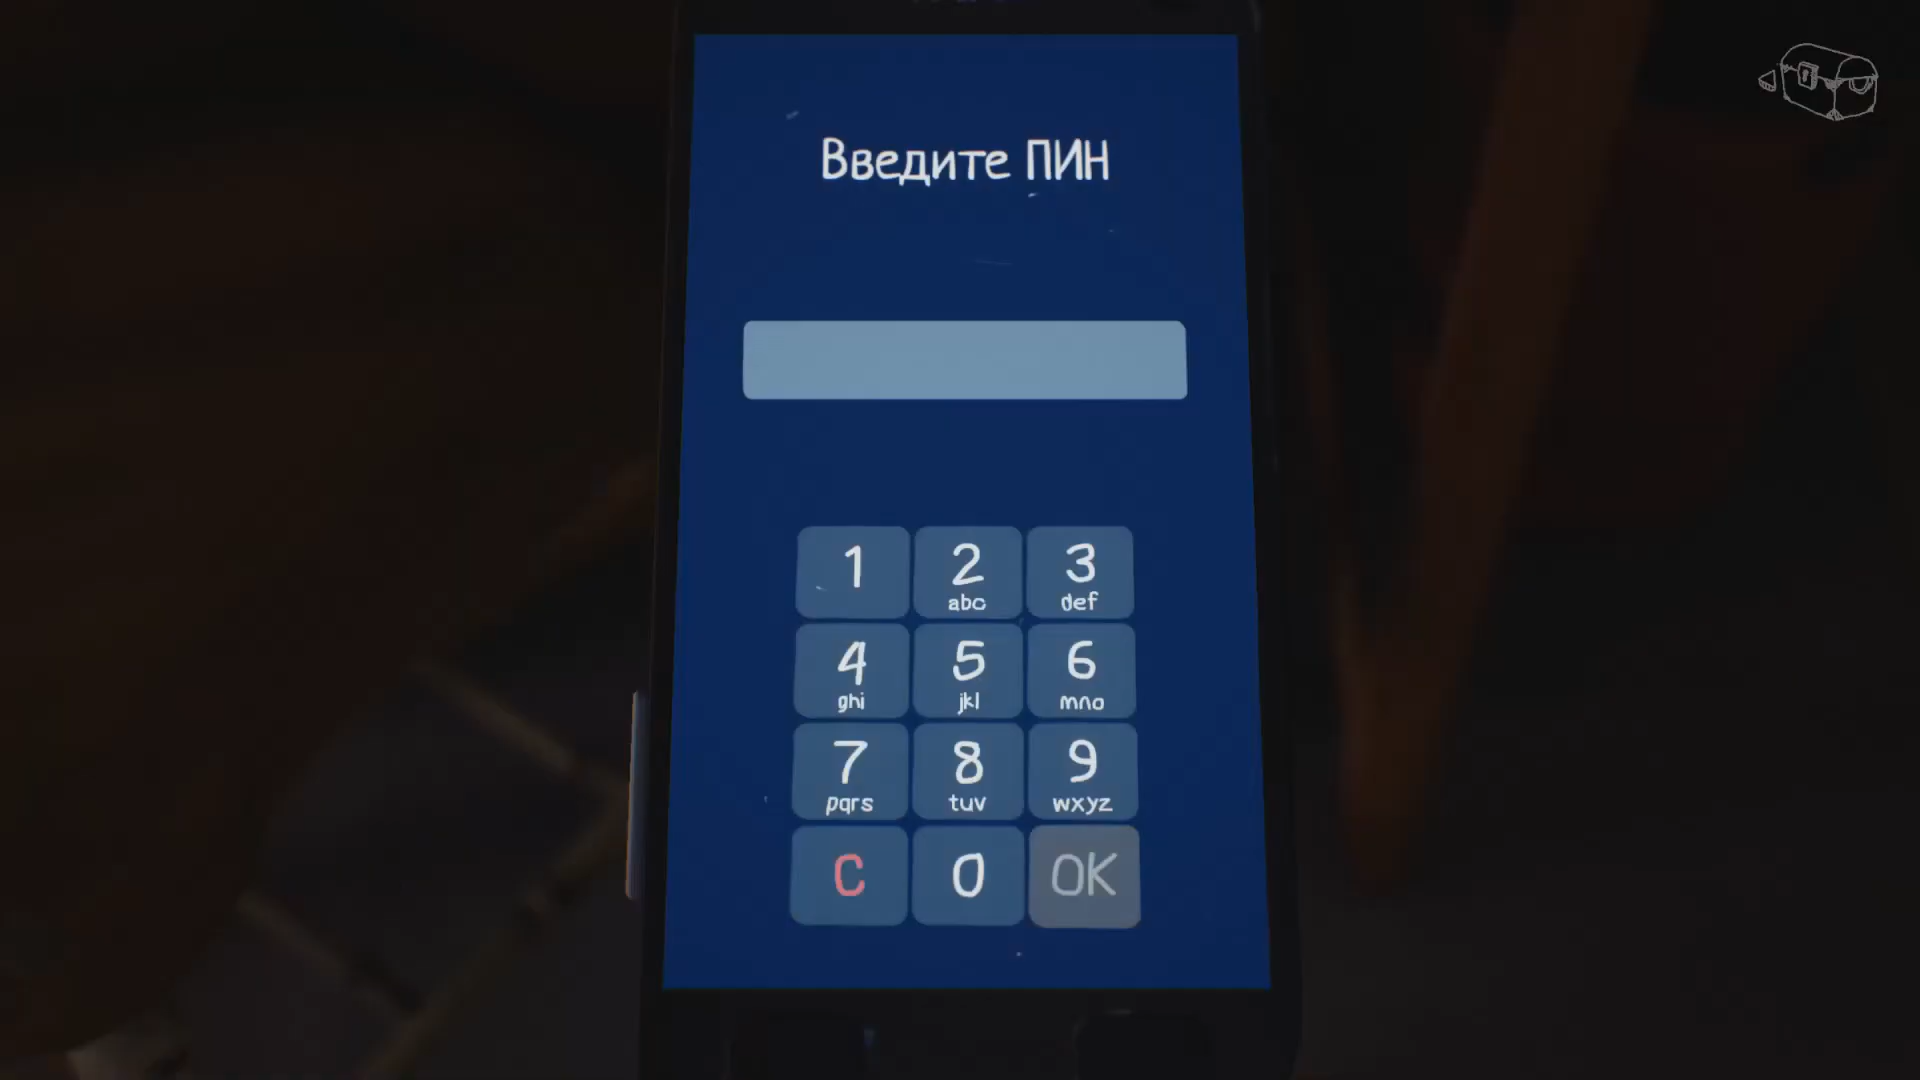 Введите ПИН
1 2 3
abc def
4 5 6
ghi jkl mno
7 8 9
pqrs tuv wxyz
C 0 OK